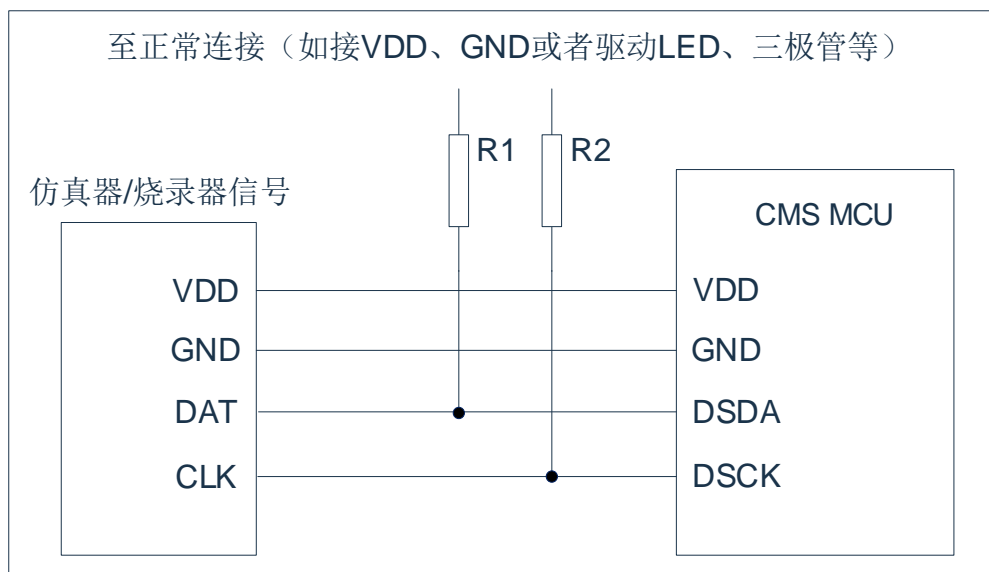 至正常连接（如接VDD、GND或者驱动LED、三极管等）
R1
R2
仿真器/烧录器信号
CMS MCU
VDD
VDD
GND
GND
DAT
DSDA
CLK
DSCK